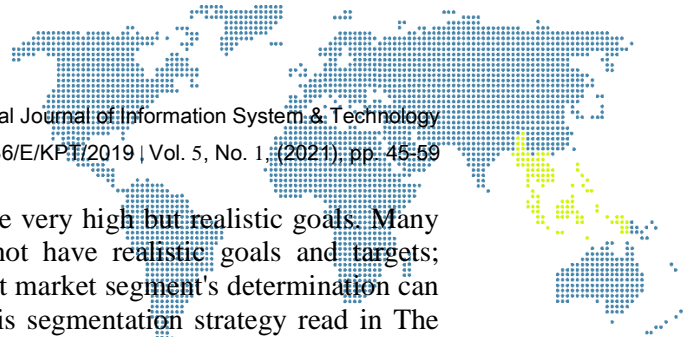 al Journal of Information System & Technology
6/E/KPT/2019 | Vol. 5, No. 1, (2021), pp. 45-59
e very high but realistic goals. Many
not have realistic goals and targets;
t market segment's determination can
is segmentation strategy read in The